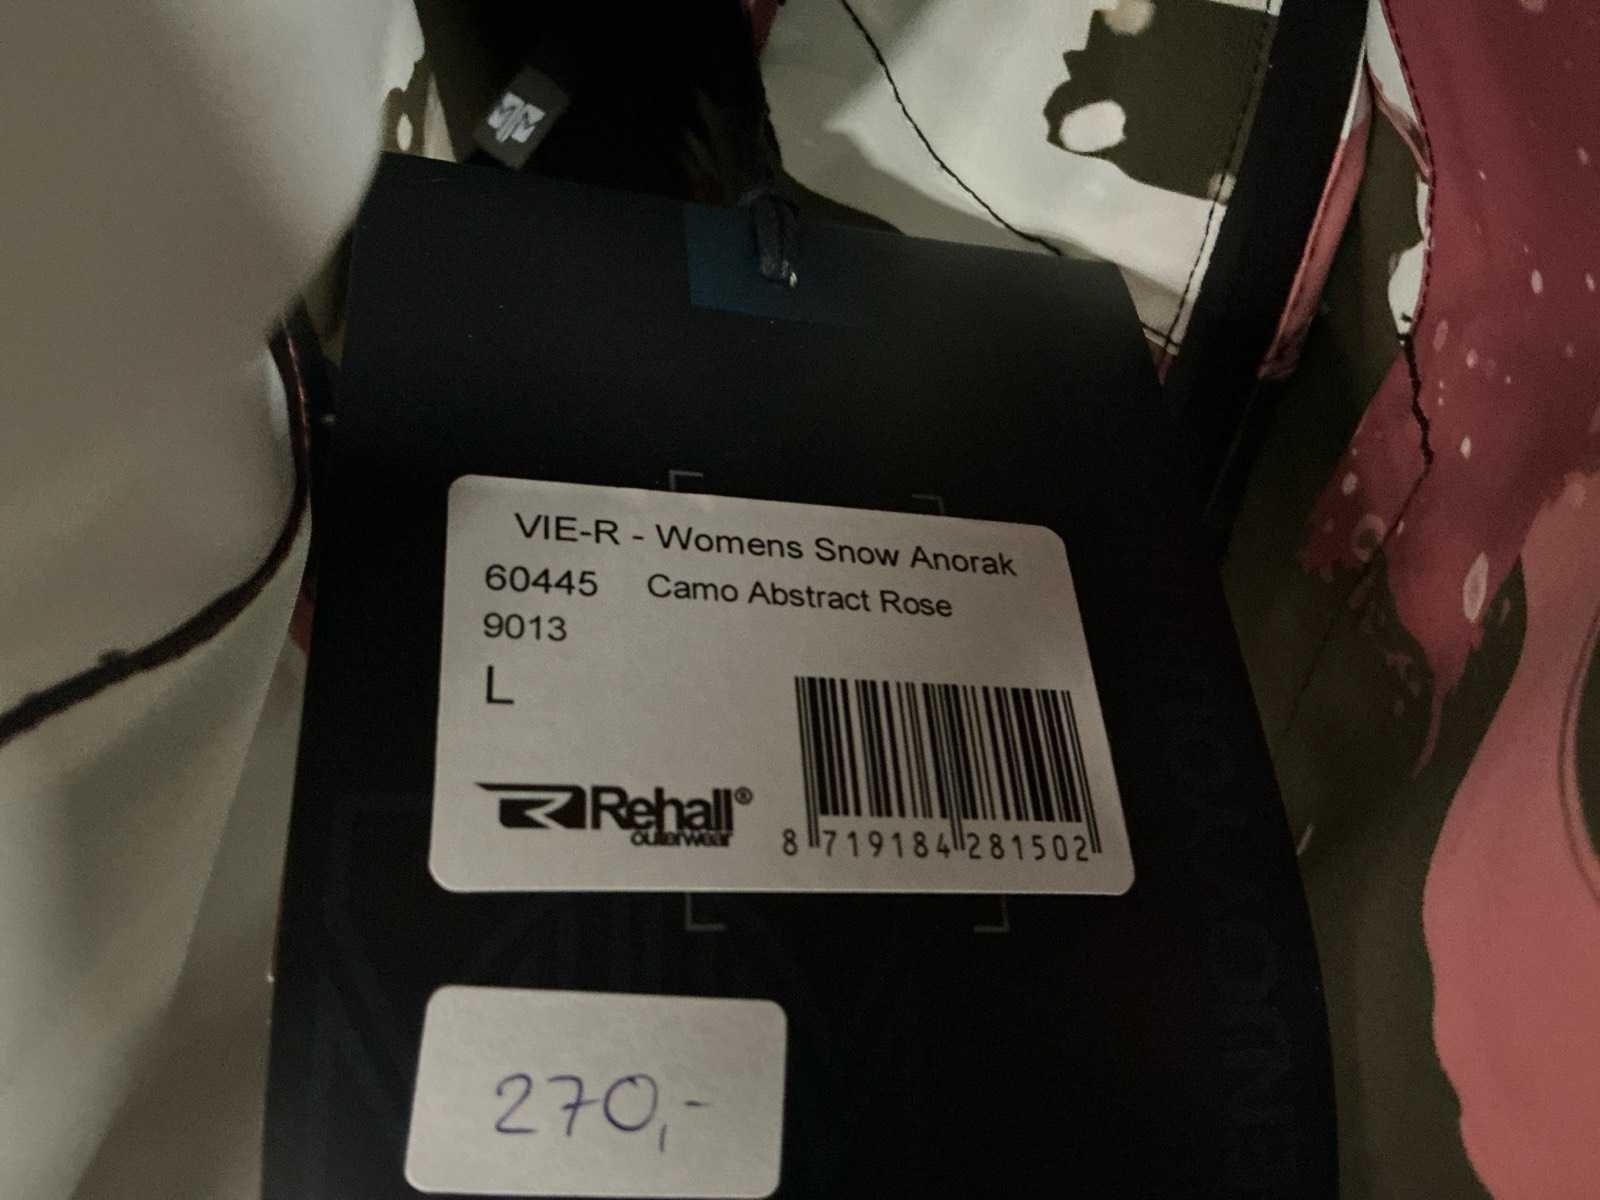 VIE-R - Womens Snow Anorak
60445 Camo Abstract Rose
9013
L
Rehall®
outerwear
8 719184 281502
270,-